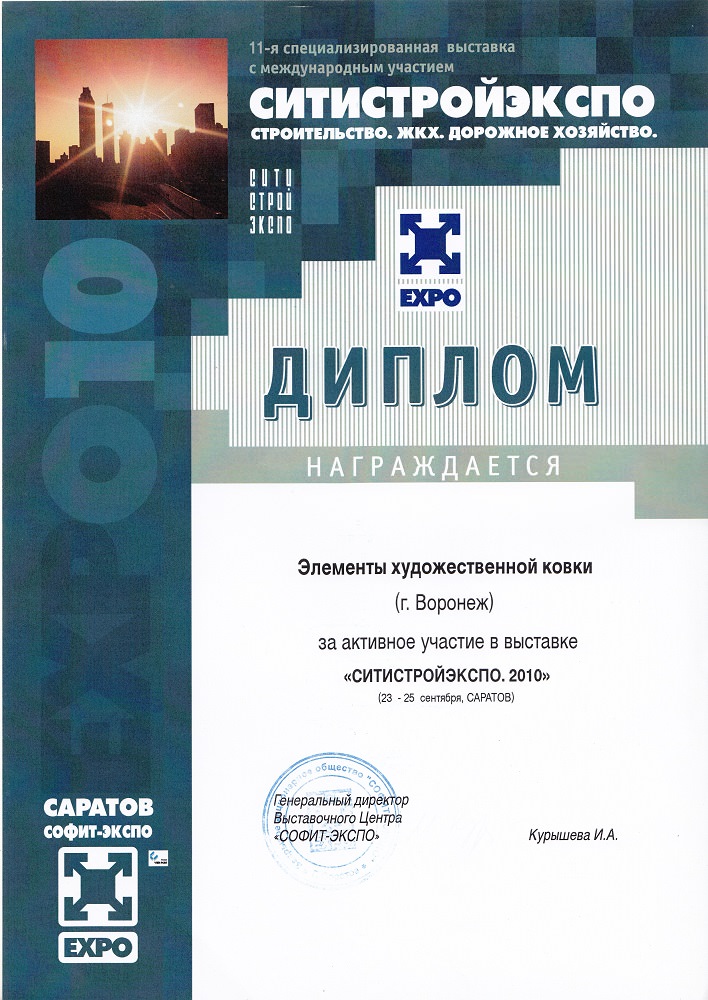 11-я специализированная выставка
с международным участием
СИТИСТРОЙЭКСПО
СТРОИТЕЛЬСТВО. ЖКХ. ДОРОЖНОЕ ХОЗЯЙСТВО.
СИТИ
СТРОЙ
ЭКСПО
EXPO
ДИПЛОМ
НАГРАЖДАЕТСЯ
EXPO10
Элементы художественной ковки
(г. Воронеж)
за активное участие в выставке
«СИТИСТРОЙЭКСПО. 2010»
(23 - 25 сентября, САРАТОВ)
Генеральный директор
Выставочного Центра
«СОФИТ-ЭКСПО»
Курышева И.А.
САРАТОВ
СОФИТ-ЭКСПО
EXPO